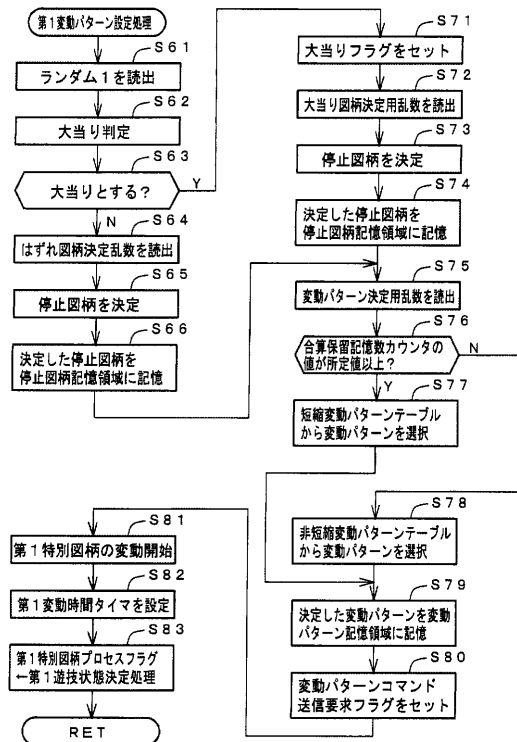 第1変動パターン設定処理
S61
ランダム1を読出
S62
大当り判定
S63
大当りとする?
Y
N
S64
はずれ図柄決定乱数を読出
S65
停止図柄を決定
S66
決定した停止図柄を
停止図柄記憶領域に記憶
S71
大当りフラグをセット
S72
大当り図柄決定用乱数を読出
S73
停止図柄を決定
S74
決定した停止図柄を
停止図柄記憶領域に記憶
S75
変動パターン決定用乱数を読出
S76
合算保留記憶数カウンタの
値が所定値以上?
N
Y
S77
短縮変動パターンテーブル
から変動パターンを選択
S78
非短縮変動パターンテーブル
から変動パターンを選択
S79
決定した変動パターンを変動
パターン記憶領域に記憶
S80
変動パターンコマンド
送信要求フラグをセット
S81
第1特別図柄の変動開始
S82
第1変動時間タイマを設定
S83
第1特別図柄プロセスフラグ
←第1遊技状態決定処理
RET